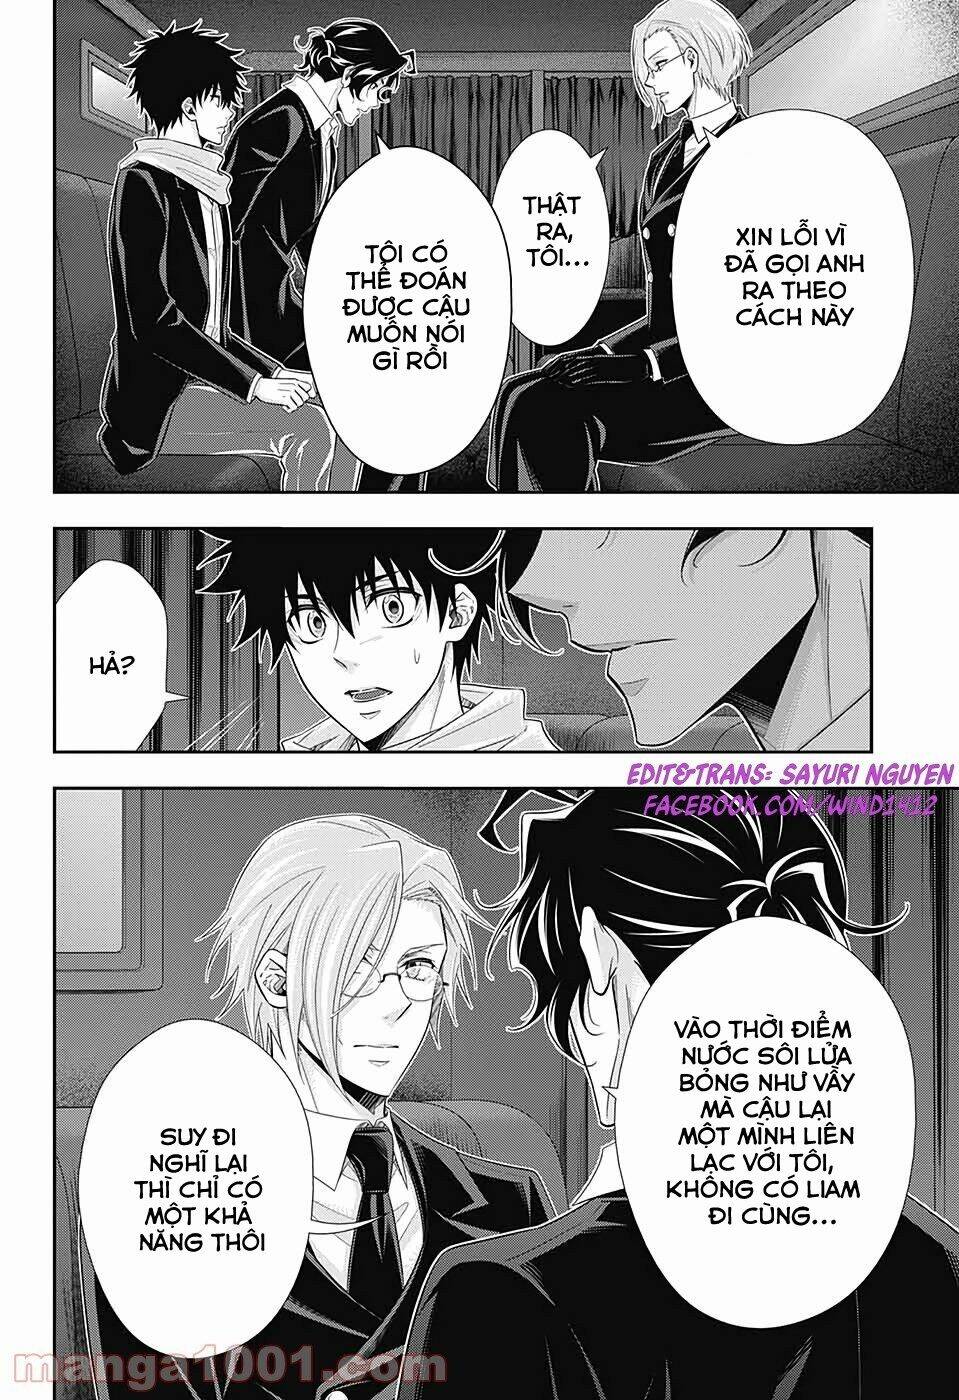 XIN LỖI VÌ
ĐÃ GỌI ANH
RA THEO
CÁCH NÀY
THẬT
RA,
TÔI...
TÔI CÓ
THỂ ĐOÁN
ĐƯỢC CẬU
MUỐN NÓI
GÌ RỒI
HẢ?
EDIT&TRANS: SAYURI NGUYEN
FACEBOOK.COM/WIND1412
VÀO THỜI ĐIỂM
NƯỚC SÔI LỬA
BỎNG NHƯ VẦY
MÀ CẬU LẠI
MỘT MÌNH LIÊN
LẠC VỚI TÔI,
KHÔNG CÓ LIAM
ĐI CÙNG...
SUY ĐI
NGHĨ LẠI
THÌ CHỈ CÓ
MỘT KHẢ
NĂNG THÔI
manga1001.com